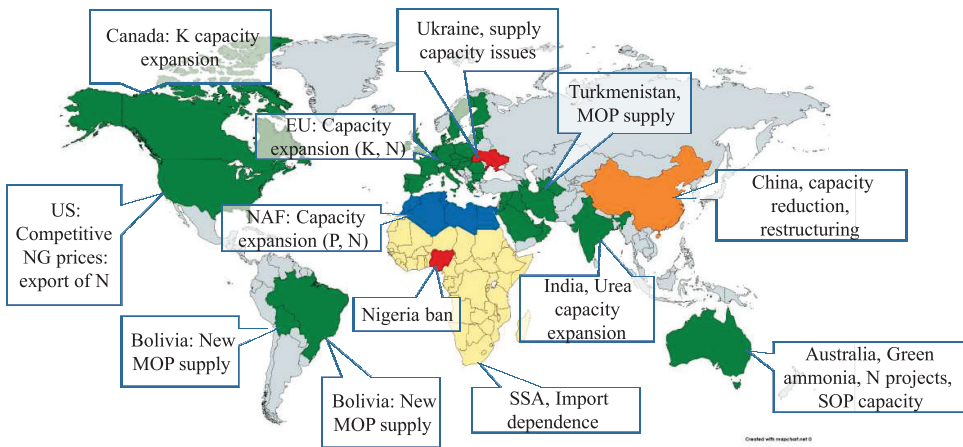 Canada: K capacity
expansion
Ukraine, supply
capacity issues
Turkmenistan,
MOP supply
EU: Capacity
expansion (K, N)
US:
Competitive
NG prices:
export of N
NAF: Capacity
expansion (P, N)
China, capacity
reduction,
restructuring
Nigeria ban
India, Urea
capacity
expansion
Bolivia: New
MOP supply
Bolivia: New
MOP supply
SSA, Import
dependence
Australia, Green
ammonia, N projects,
SOP capacity
Created with mapchart.net ©